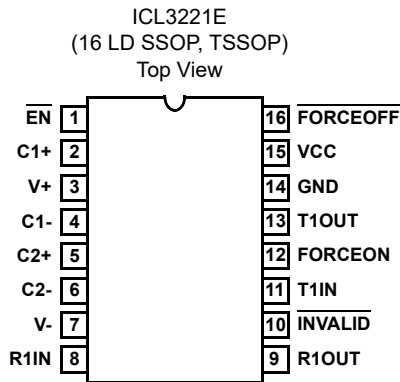 ICL3221E
(16 LD SSOP, TSSOP)
Top View
EN 1 16 FORCEOFF
C1+ 2 15 VCC
V+ 3 14 GND
C1- 4 13 T1OUT
C2+ 5 12 FORCEON
C2- 6 11 T1IN
V- 7 10 INVALID
R1IN 8 9 R1OUT